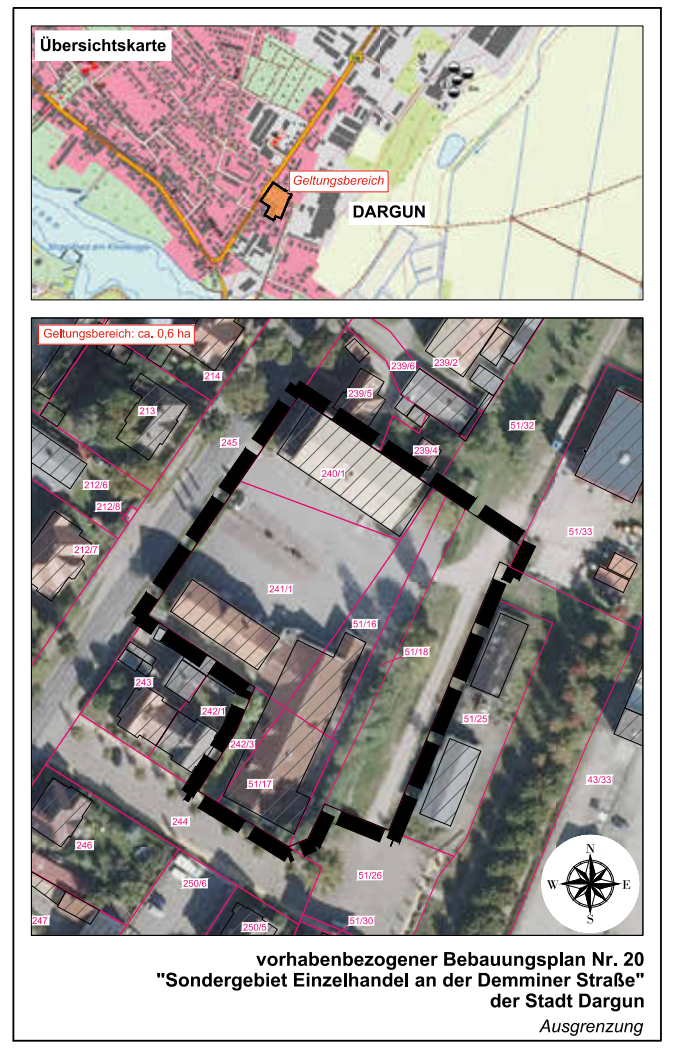 Übersichtskarte
Geltungsbereich
DARGUN
Geltungsbereich: ca. 0,6 ha
214
213
245
239/5
239/6
239/2
239/4
240/1
51/32
51/33
212/6
212/8
212/7
241/1
51/16
51/18
243
242/1
242/3
51/25
51/17
43/33
244
246
250/6
51/26
247
250/5
51/30
N
W
E
S
vorhabenbezogener Bebauungsplan Nr. 20
"Sondergebiet Einzelhandel an der Demminer Straße"
der Stadt Dargun
Ausgrenzung